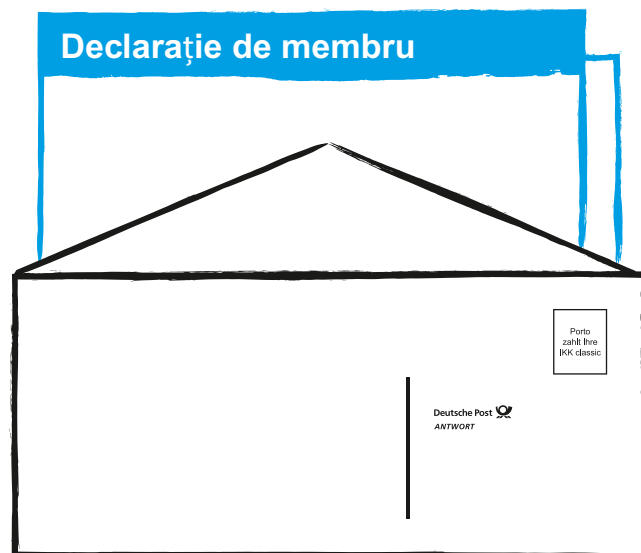 Declarație de membru
Porto
zahlt Ihre
IKK classic
Deutsche Post
ANTWORT